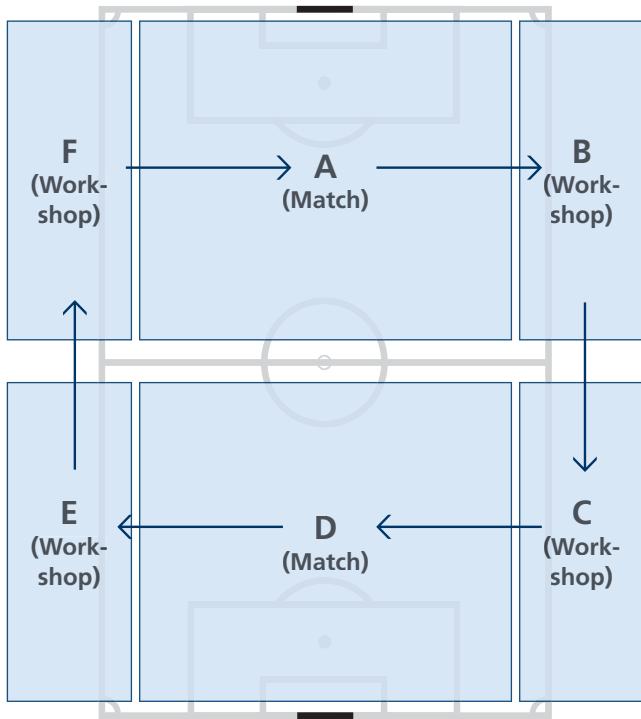 F
(Work-
shop)
A
(Match)
B
(Work-
shop)
E
(Work-
shop)
D
(Match)
C
(Work-
shop)